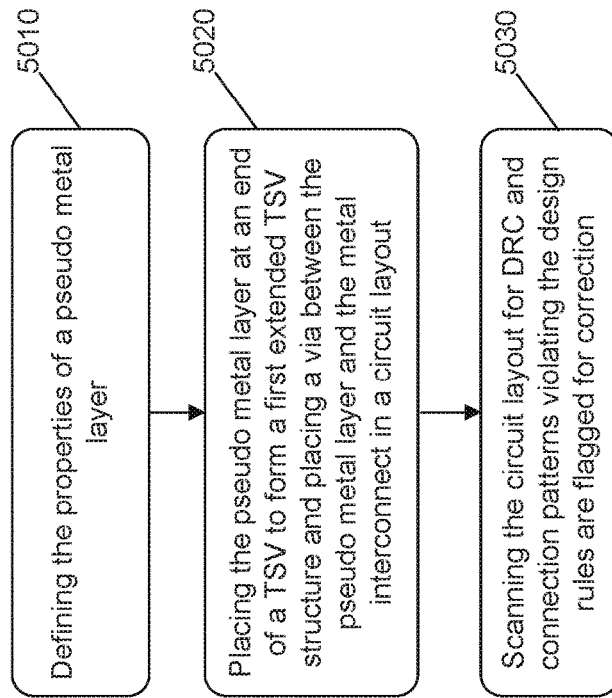 5010
Defining the properties of a pseudo metal
layer
5020
Placing the pseudo metal layer at an end
of a TSV to form a first extended TSV
structure and placing a via between the
pseudo metal layer and the metal
interconnect in a circuit layout
5030
Scanning the circuit layout for DRC and
connection patterns violating the design
rules are flagged for correction